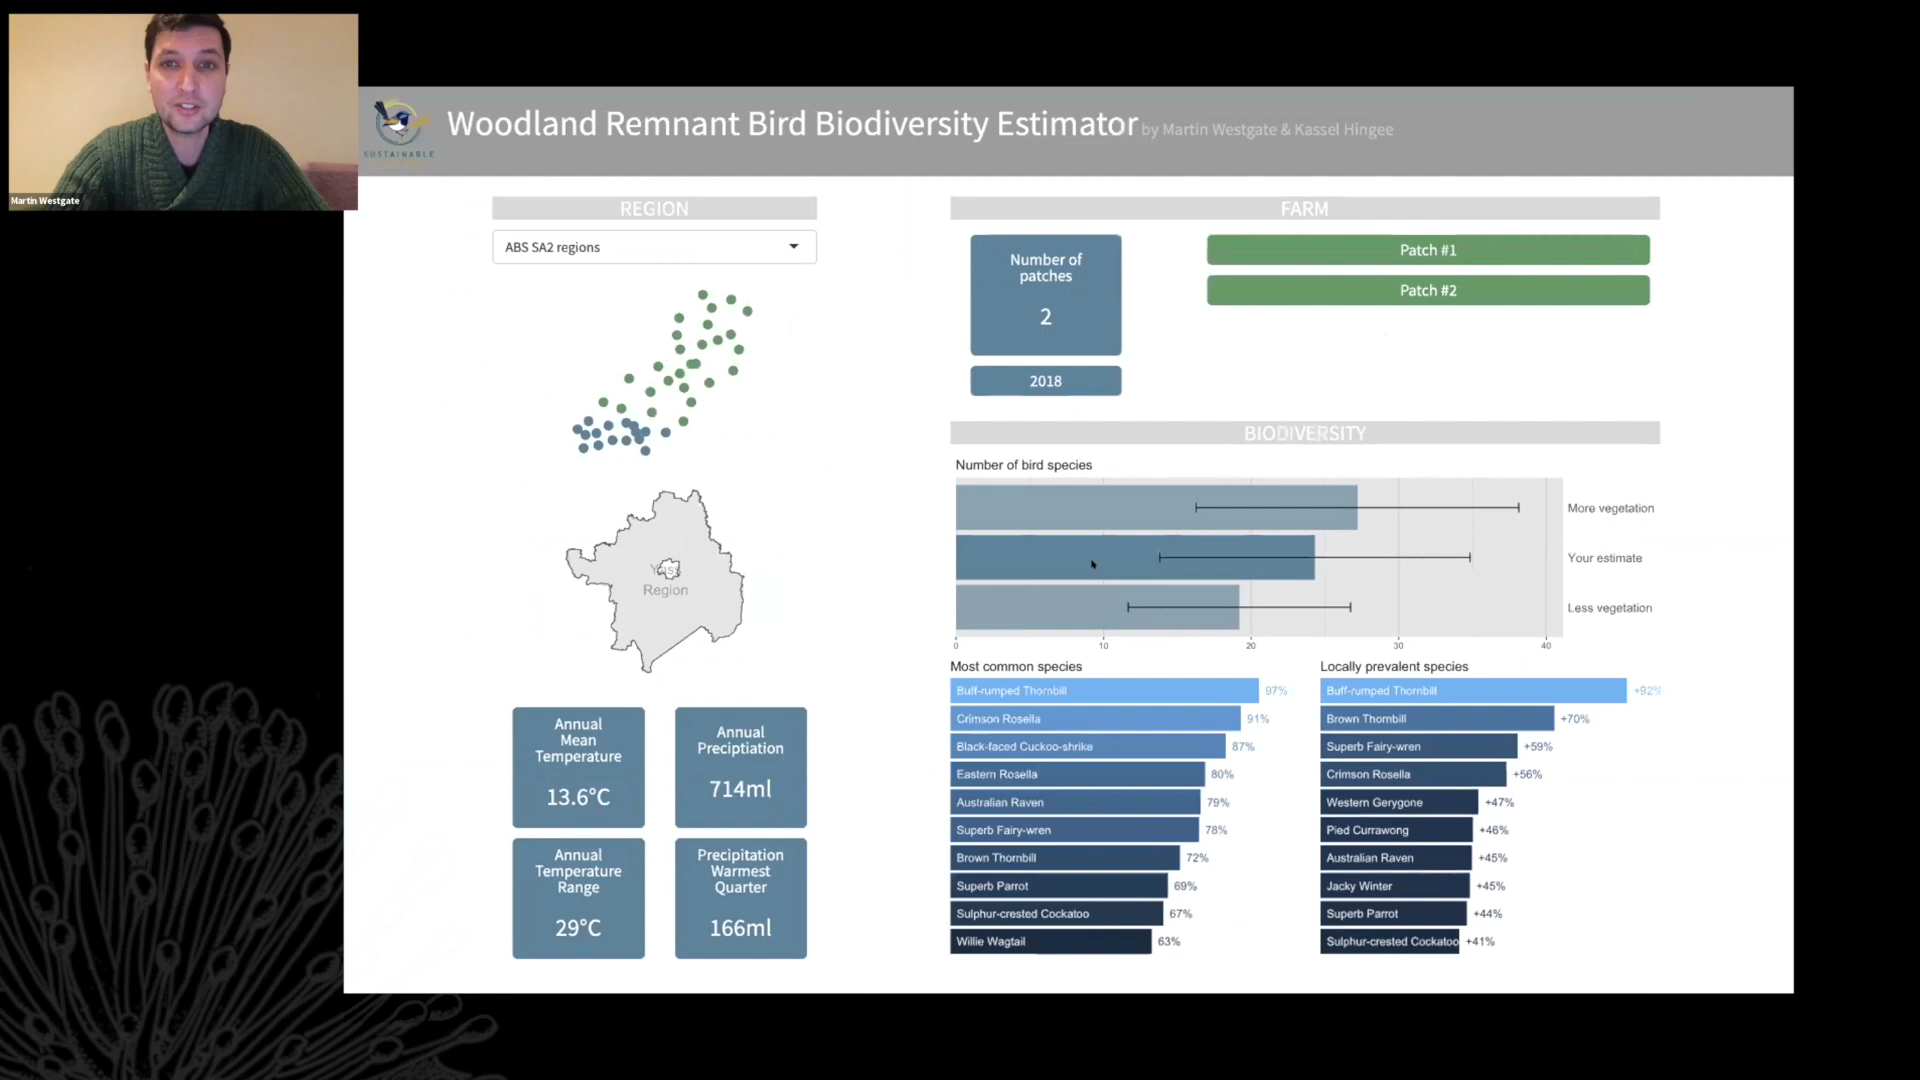 Martin Westgate
SUSTAINABLE
Woodland Remnant Bird Biodiversity Estimator by Martin Westgate & Kassel Hingee
REGION
ABS SA2 regions
Yass
Region
Annual
Mean
Temperature
13.6°C
Annual
Preciptiation
714ml
Annual
Temperature
Range
29°C
Precipitation
Warmest
Quarter
166ml
FARM
Number of
patches
2
2018
Patch #1
Patch #2
BIODIVERSITY
Number of bird species
More vegetation
Your estimate
Less vegetation
0 10 20 30 40
Most common species
Buff-rumped Thornbill 97%
Crimson Rosella 91%
Black-faced Cuckoo-shrike 87%
Eastern Rosella 80%
Australian Raven 79%
Superb Fairy-wren 78%
Brown Thornbill 72%
Superb Parrot 69%
Sulphur-crested Cockatoo 67%
Willie Wagtail 63%
Locally prevalent species
Buff-rumped Thornbill +92%
Brown Thornbill +70%
Superb Fairy-wren +59%
Crimson Rosella +56%
Western Gerygone +47%
Pied Currawong +46%
Australian Raven +45%
Jacky Winter +45%
Superb Parrot +44%
Sulphur-crested Cockatoo +41%